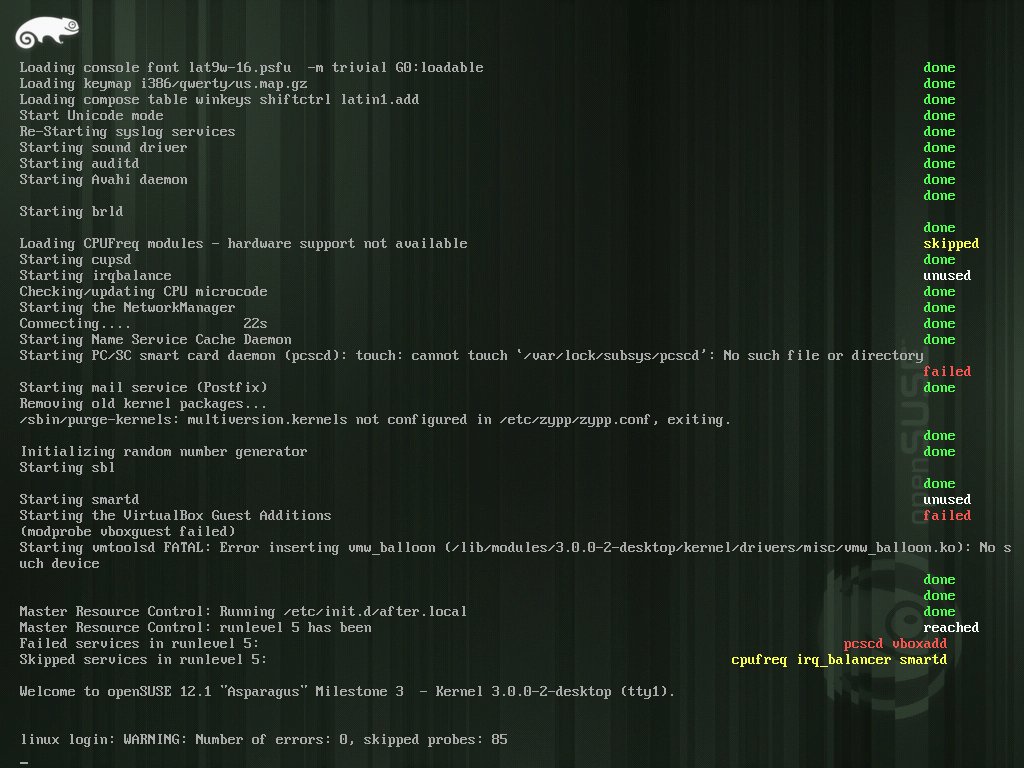 Loading console font lat9w-16.psfu  -m trivial G0:loadable done
Loading keymap i386/qwerty/us.map.gz done
Loading compose table winkeys shiftctrl latin1.add done
Start Unicode mode done
Re-Starting syslog services done
Starting sound driver done
Starting auditd done
Starting Avahi daemon done
done
Starting brld
done
Loading CPUFreq modules - hardware support not available skipped
Starting cupsd done
Starting irqbalance unused
Checking/updating CPU microcode done
Starting the NetworkManager done
Connecting....              22s done
Starting Name Service Cache Daemon done
Starting PC/SC smart card daemon (pcscd): touch: cannot touch `/var/lock/subsys/pcscd': No such file or directory
failed
Starting mail service (Postfix) done
Removing old kernel packages...
/sbin/purge-kernels: multiversion.kernels not configured in /etc/zypp/zypp.conf, exiting.
done
Initializing random number generator done
Starting sbl
done
Starting smartd unused
Starting the VirtualBox Guest Additions failed
(modprobe vboxguest failed)
Starting vmtoolsd FATAL: Error inserting vmw_balloon (/lib/modules/3.0.0-2-desktop/kernel/drivers/misc/vmw_balloon.ko): No s
uch device
done
done
Master Resource Control: Running /etc/init.d/after.local done
Master Resource Control: runlevel 5 has been reached
Failed services in runlevel 5: pcscd vboxadd
Skipped services in runlevel 5: cpufreq irq_balancer smartd
Welcome to openSUSE 12.1 "Asparagus" Milestone 3  - Kernel 3.0.0-2-desktop (tty1).
linux login: WARNING: Number of errors: 0, skipped probes: 85
_
openSUSE